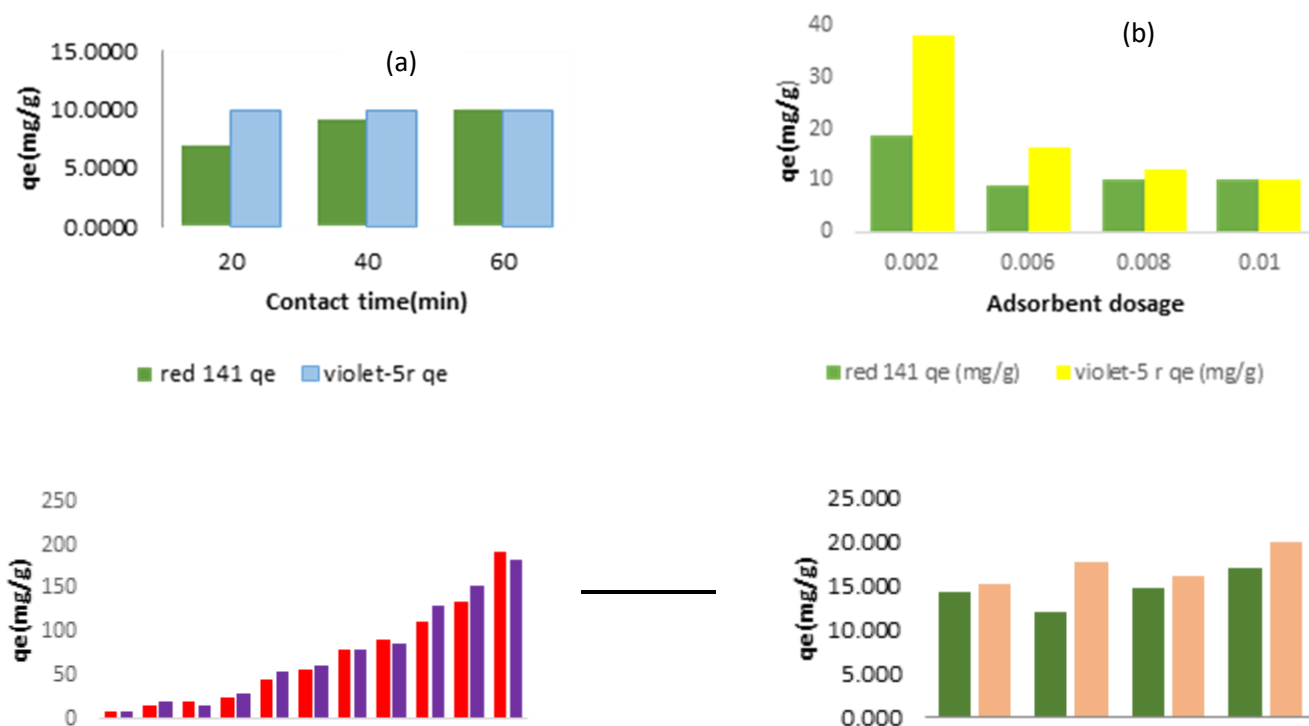 (a)
15.0000
10.0000
5.0000
0.0000
qe(mg/g)
20 40 60
Contact time(min)
red 141 qe violet-5r qe
(b)
40
30
20
10
0
qe(mg/g)
0.002 0.006 0.008 0.01
Adsorbent dosage
red 141 qe (mg/g) violet-5 r qe (mg/g)
250
200
150
100
50
0
qe(mg/g)
25.000
20.000
15.000
10.000
5.000
0.000
qe(mg/g)